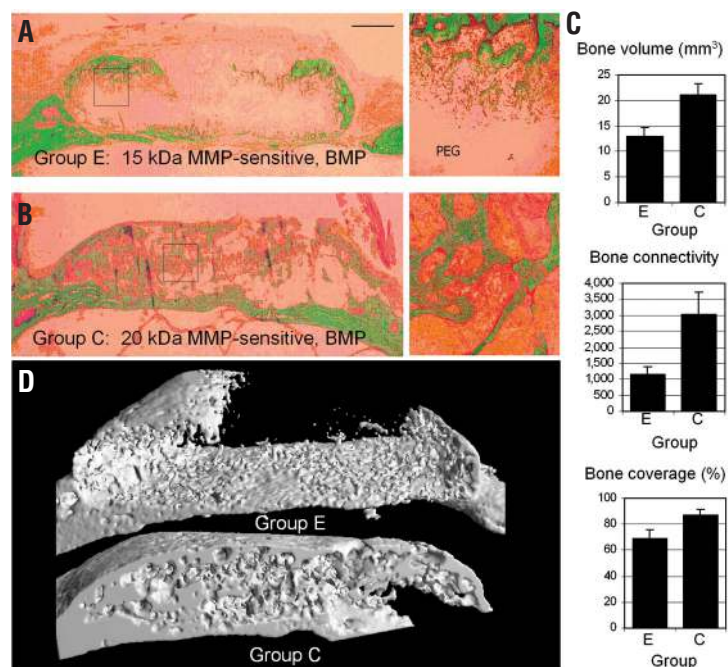 A
PEG
Group E: 15 kDa MMP-sensitive, BMP
B
Group C: 20 kDa MMP-sensitive, BMP
D
Group E
Group C
C
Bone volume (mm³)
25
20
15
10
5
0
E C
Group
Bone connectivity
4,000
3,500
3,000
2,500
2,000
1,500
1,000
500
0
E C
Group
Bone coverage (%)
100
80
60
40
20
0
E C
Group